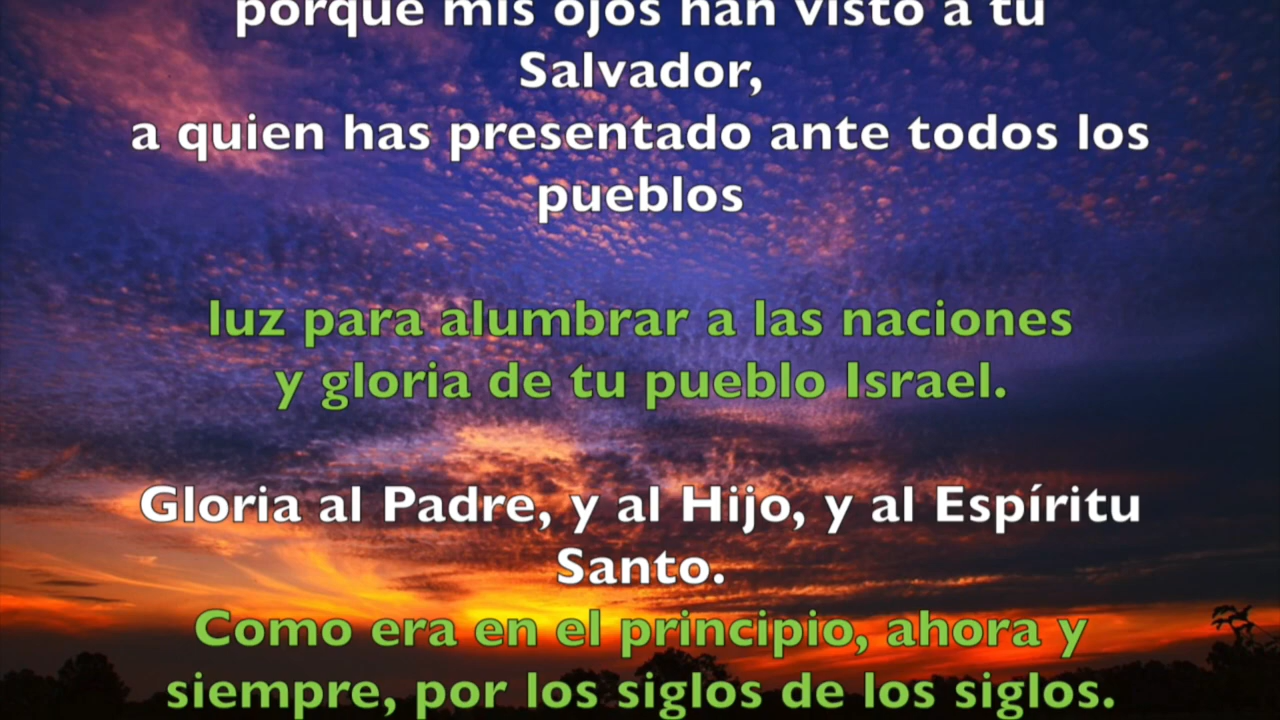 porque mis ojos han visto a tu
Salvador,
a quien has presentado ante todos los
pueblos
luz para alumbrar a las naciones
y gloria de tu pueblo Israel.
Gloria al Padre, y al Hijo, y al Espíritu
Santo.
Como era en el principio, ahora y
siempre, por los siglos de los siglos.